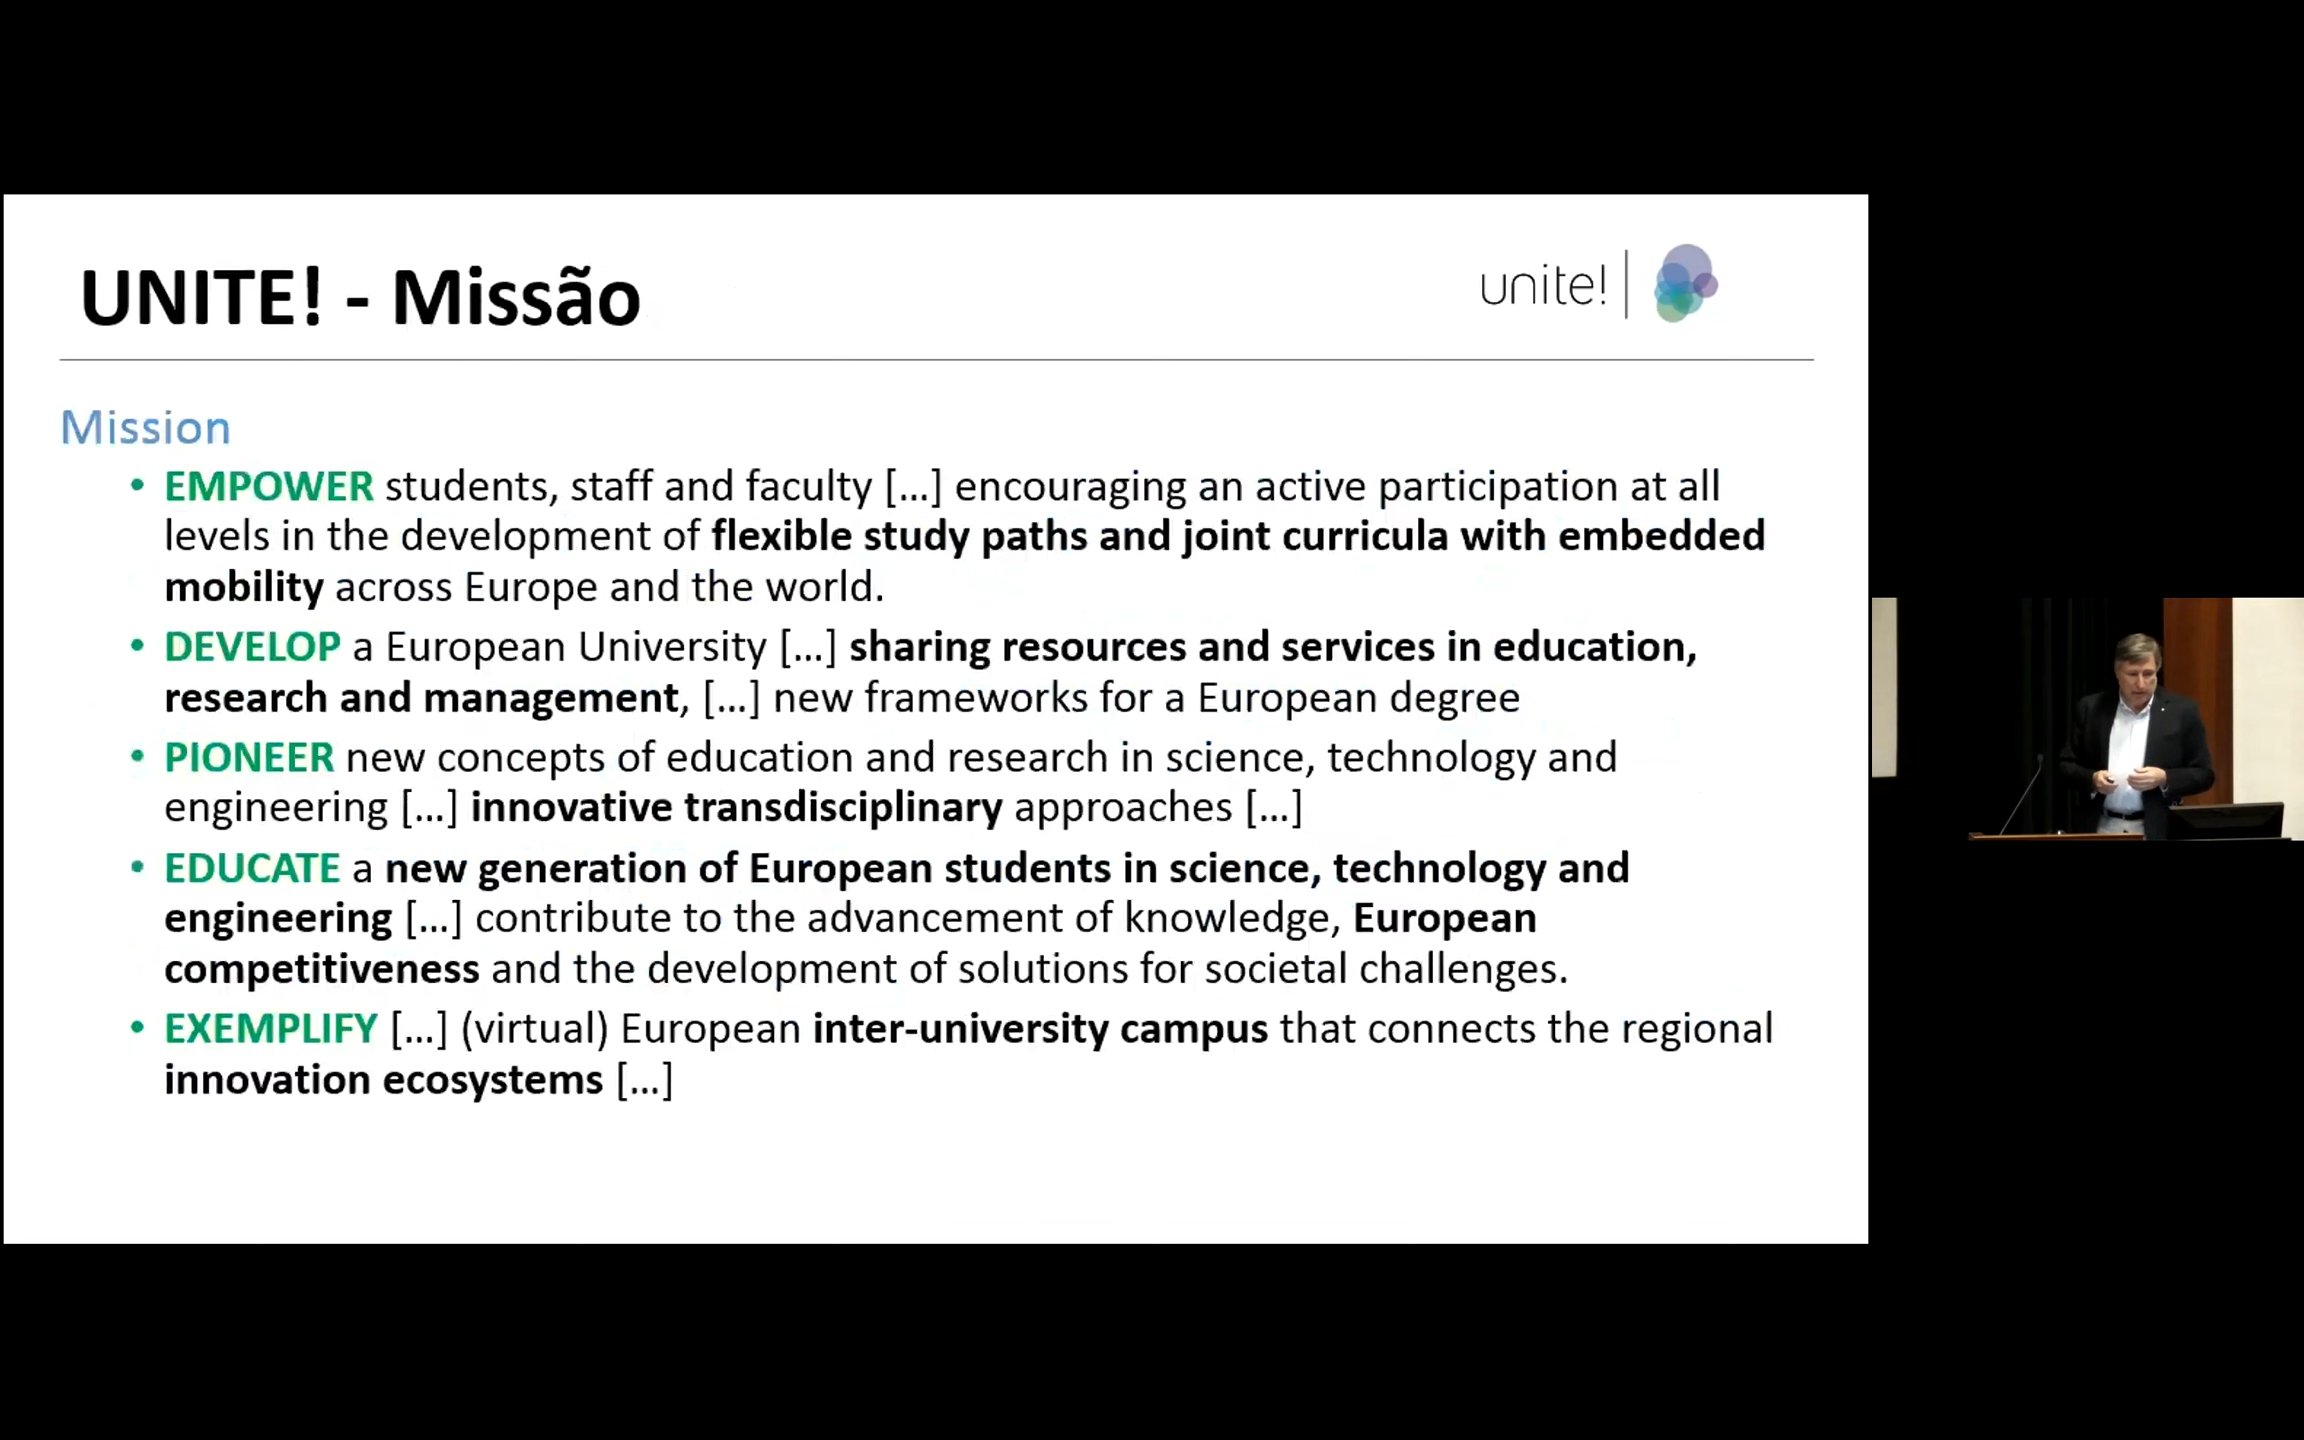 UNITE! - Missão
unite!
Mission
• EMPOWER students, staff and faculty [...] encouraging an active participation at all
levels in the development of flexible study paths and joint curricula with embedded
mobility across Europe and the world.
• DEVELOP a European University [...] sharing resources and services in education,
research and management, [...] new frameworks for a European degree
• PIONEER new concepts of education and research in science, technology and
engineering [...] innovative transdisciplinary approaches [...]
• EDUCATE a new generation of European students in science, technology and
engineering [...] contribute to the advancement of knowledge, European
competitiveness and the development of solutions for societal challenges.
• EXEMPLIFY [...] (virtual) European inter-university campus that connects the regional
innovation ecosystems [...]